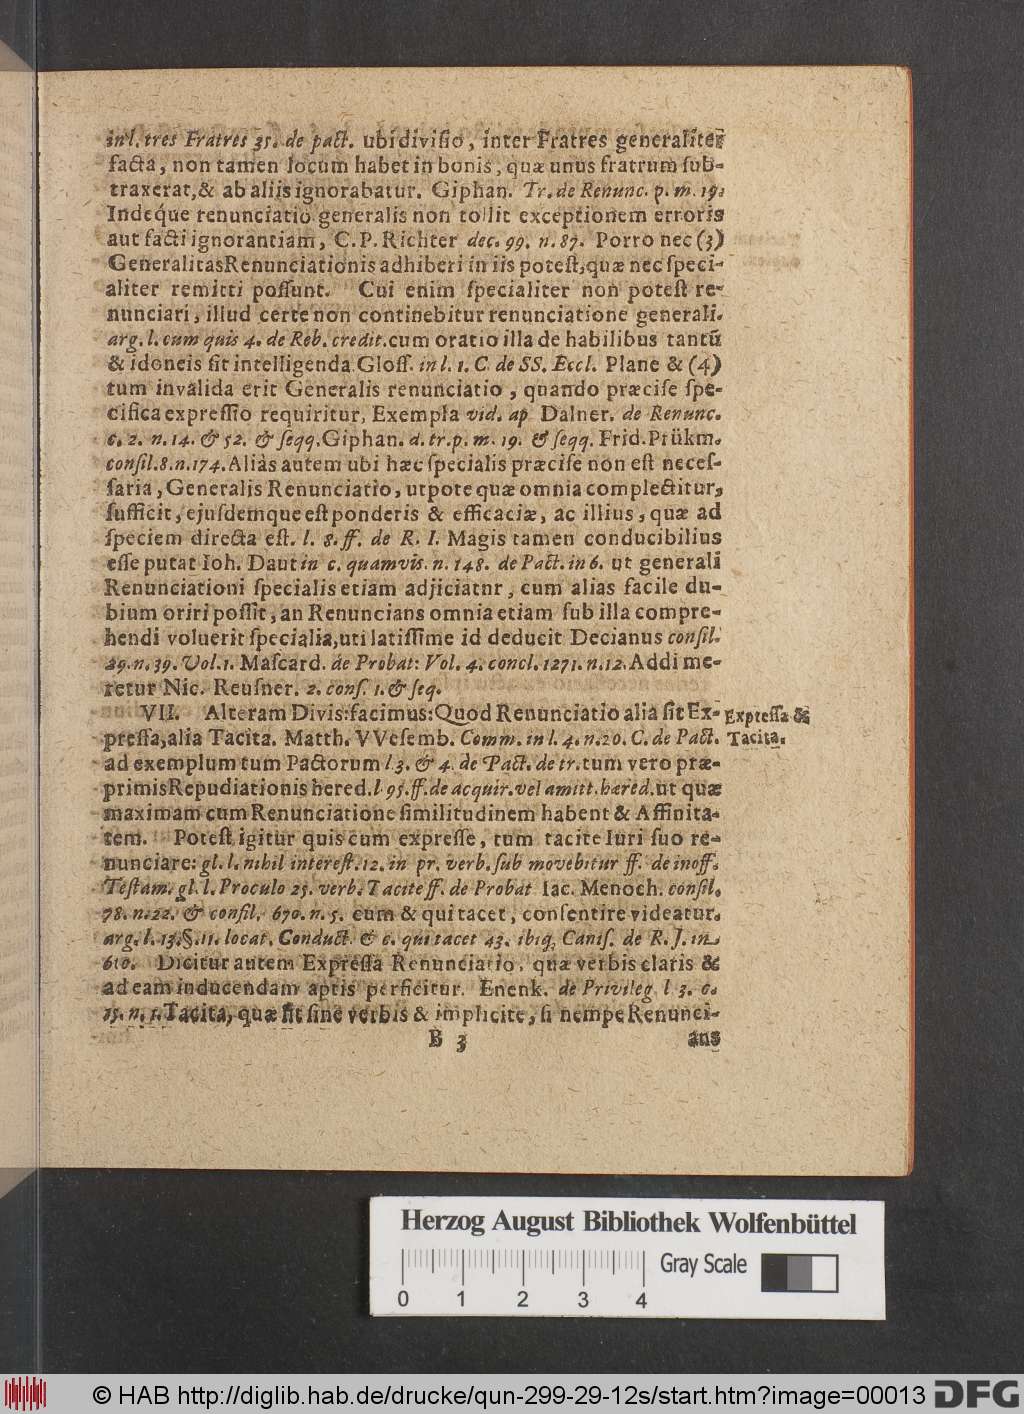 in l. tres Fratres 35. de pact. ubi divisio, inter Fratres generaliter
facta, non tamen locum habet in bonis, quæ unus fratrum sub-
traxerat, & ab aliis ignorabatur. Giphan. Tr. de Renunc. p. m. 19.
Indeq́ue renunciatio generalis non tollit exceptionem erroris
aut facti ignorantiam, C. P. Richter dec. 99. n. 87. Porro nec (3)
Generalitas Renunciationis adhiberi in iis potest, quæ nec speci-
aliter remitti possunt. Cui enim specialiter non potest re-
nunciari, illud certe non continebitur renunciatione generali.
arg. l. cum quis 4. de Reb. credit. cum oratio illa de habilibus tantū
& idoneis sit intelligenda Gloss. in l. 1. C. de SS. Eccl. Plane & (4)
tum invalida erit Generalis renunciatio, quando præcise spe-
cifica expressio requiritur, Exempla vid. ap. Dalner. de Renunc.
c. 2. n. 14. & 52. & seqq. Giphan. d. tr. p. m. 19. & seqq. Frid. Prükm.
consil. 8. n. 174. Aliàs autem ubi hæc specialis præcise non est neces-
saria, Generalis Renunciatio, utpote quæ omnia complectitur,
sufficit, ejusdemque est ponderis & efficaciæ, ac illius, quæ ad
speciem directa est. l. 8. ff. de R. I. Magis tamen conducibilius
esse putat Ioh. Daut in c. quamvis. n. 148. de Pact. in 6. ut generali
Renunciationi specialis etiam adjiciatnr, cum alias facile du-
bium oriri possit, an Renuncians omnia etiam sub illa compre-
hendi voluerit specialia, uti latissime id deducit Decianus consil.
29. n. 39. Vol. 1. Mascard. de Probat: Vol. 4. concl. 1271. n. 12. Addi me-
retur Nic. Reusner. 2. cons. 1. & seq.
VII. Alteram Divis: facimus: Quod Renunciatio alia sit Ex-
Expressa &
pressa, alia Tacita. Matth. VVesemb. Comm. in l. 4. n. 20. C. de Pact.
Tacita.
ad exemplum tum Pactorum l 3. & 4. de Pact. de tr. tum vero præ-
primis Repudiationis hered. l. 95. ff. de acquir. vel amitt. hæred. ut quæ
maximam cum Renunciatione similitudinem habent & Affinita-
tem. Potest igitur quis cum expresse, tum tacite Iuri suo re-
nunciare: gl. l. nihil interest. 12. in pr. verb. sub movebitur ff. de inoff.
Testam. gl. l. Proculo 25. verb. Tacite ff. de Probat Iac. Menoch. consil.
78. n. 22. & consil. 670. n. 5. cum & qui tacet, consentire videatur.
arg. l. 13. §. 11. locat. Conduct. & c. qui tacet 43. ibiq; Canis. de R. J. in
610. Dicitur autem Expressa Renunciatio, quæ verbis claris &
ad eam inducendam aptis perficitur. Enenk. de Privileg. l 3. c.
15. n. 1. Tacita, quæ fit sine verbis & implicite, si nempe Renunci-
B 3
ans
Herzog August Bibliothek Wolfenbüttel
Gray Scale
0 1 2 3 4
© HAB http://diglib.hab.de/drucke/qun-299-29-12s/start.htm?image=00013
DFG